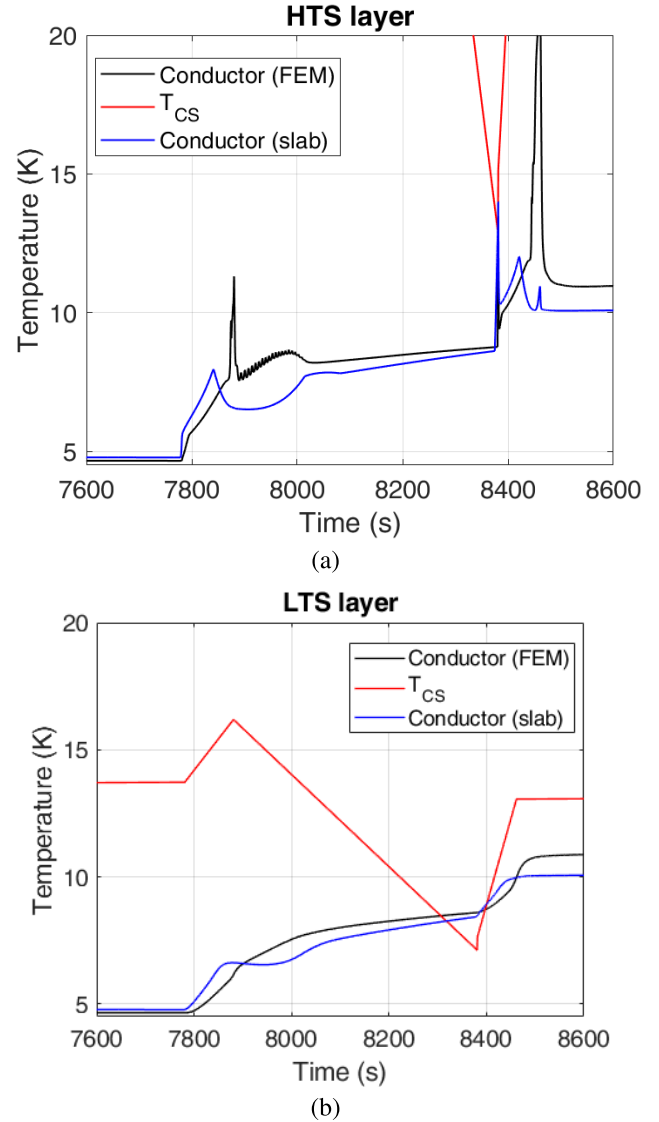 HTS layer
20
15
10
5
Temperature (K)
Conductor (FEM)
T_CS
Conductor (slab)
7600 7800 8000 8200 8400 8600
Time (s)
(a)
LTS layer
20
15
10
5
Temperature (K)
Conductor (FEM)
T_CS
Conductor (slab)
7600 7800 8000 8200 8400 8600
Time (s)
(b)